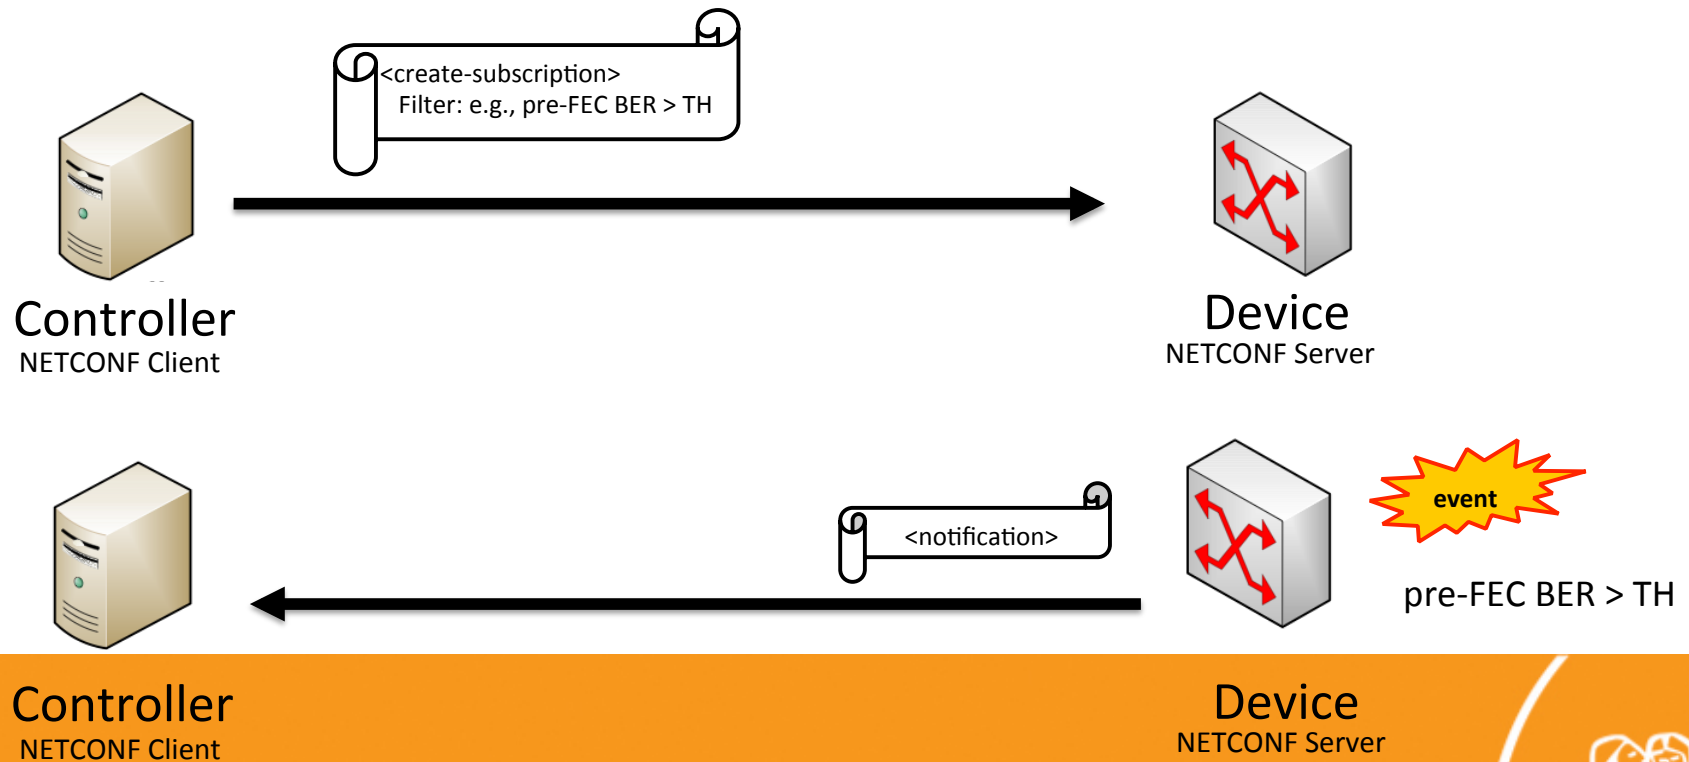 <create-subscription>
Filter: e.g., pre-FEC BER > TH
Controller
NETCONF Client
Device
NETCONF Server
<notification>
event
pre-FEC BER > TH
Controller
NETCONF Client
Device
NETCONF Server